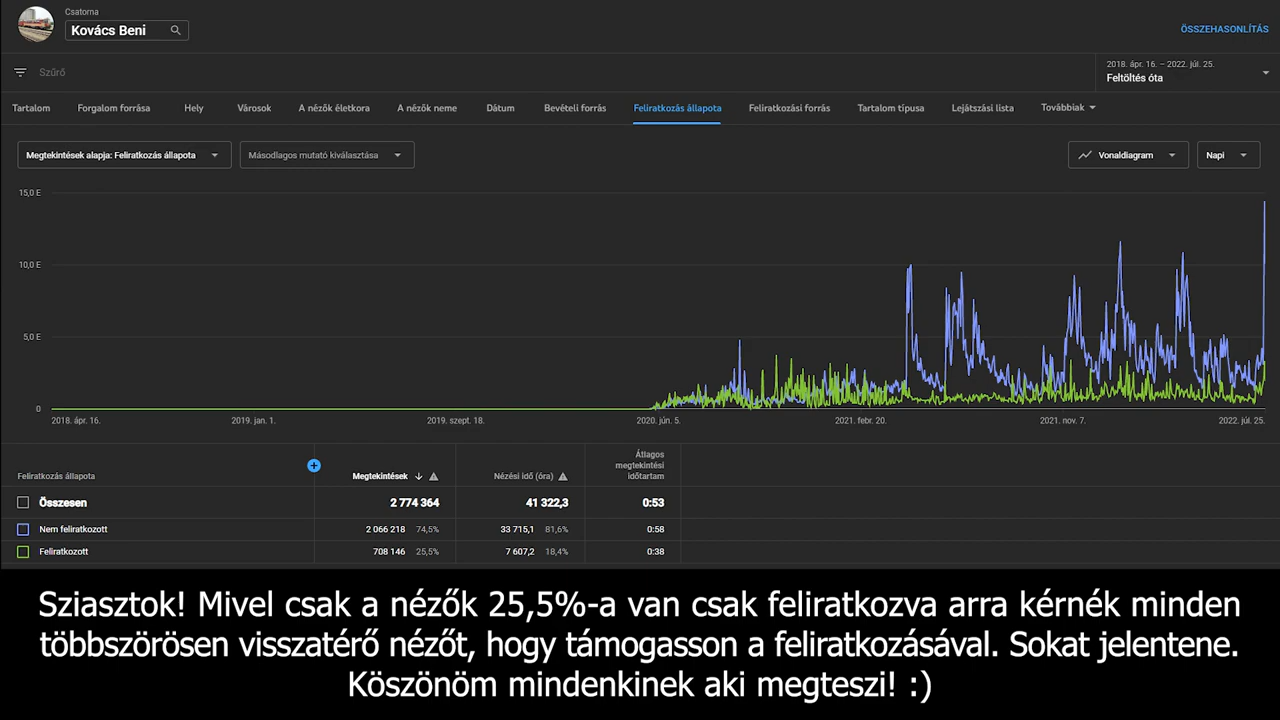 Csatorna
Kovács Beni
ÖSSZEHASONLÍTÁS
Szűrő
2018. ápr. 16. – 2022. júl. 25.
Feltöltés óta
Tartalom Forgalom forrása Hely Városok A nézők életkora A nézők neme Dátum Bevételi forrás Feliratkozás állapota Feliratkozási forrás Tartalom típusa Lejátszási lista Továbbiak
Megtekintések alapja: Feliratkozás állapota Másodlagos mutató kiválasztása Vonaldiagram Napi
15,0 E
10,0 E
5,0 E
0
2018. ápr. 16. 2019. jan. 1. 2019. szept. 18. 2020. jún. 5. 2021. febr. 20. 2021. nov. 7. 2022. júl. 25.
Feliratkozás állapota Megtekintések Nézési idő (óra) Átlagos
megtekintési
időtartam
Összesen 2 774 364 41 322,3 0:53
Nem feliratkozott 2 066 218 74,5% 33 715,1 81,6% 0:58
Feliratkozott 708 146 25,5% 7 607,2 18,4% 0:38
Sziasztok! Mivel csak a nézők 25,5%-a van csak feliratkozva arra kérnék minden
többszörösen visszatérő nézőt, hogy támogasson a feliratkozásával. Sokat jelentene.
Köszönöm mindenkinek aki megteszi! :)